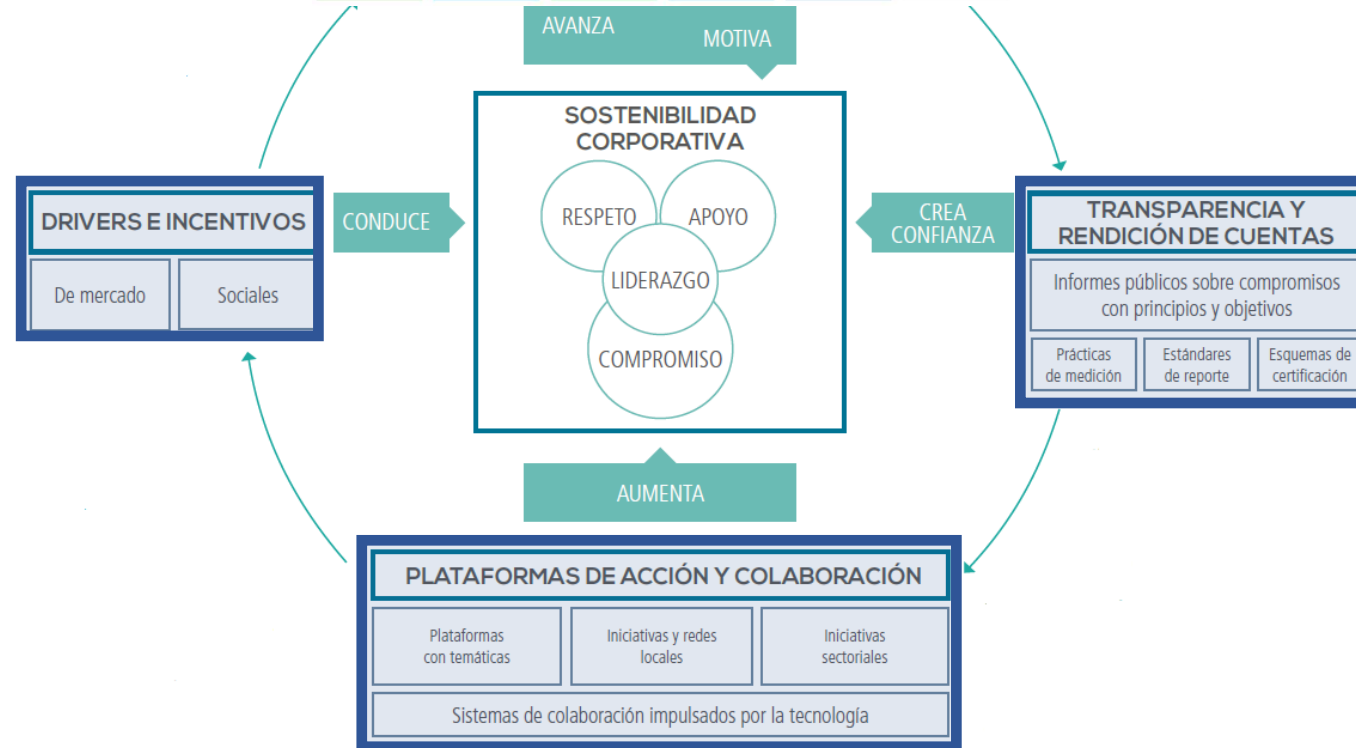 AVANZA
MOTIVA
SOSTENIBILIDAD
CORPORATIVA
RESPETO
APOYO
LIDERAZGO
COMPROMISO
DRIVERS E INCENTIVOS
De mercado
Sociales
CONDUCE
CREA
CONFIANZA
TRANSPARENCIA Y
RENDICIÓN DE CUENTAS
Informes públicos sobre compromisos
con principios y objetivos
Prácticas
de medición
Estándares
de reporte
Esquemas de
certificación
AUMENTA
PLATAFORMAS DE ACCIÓN Y COLABORACIÓN
Plataformas
con temáticas
Iniciativas y redes
locales
Iniciativas
sectoriales
Sistemas de colaboración impulsados por la tecnología